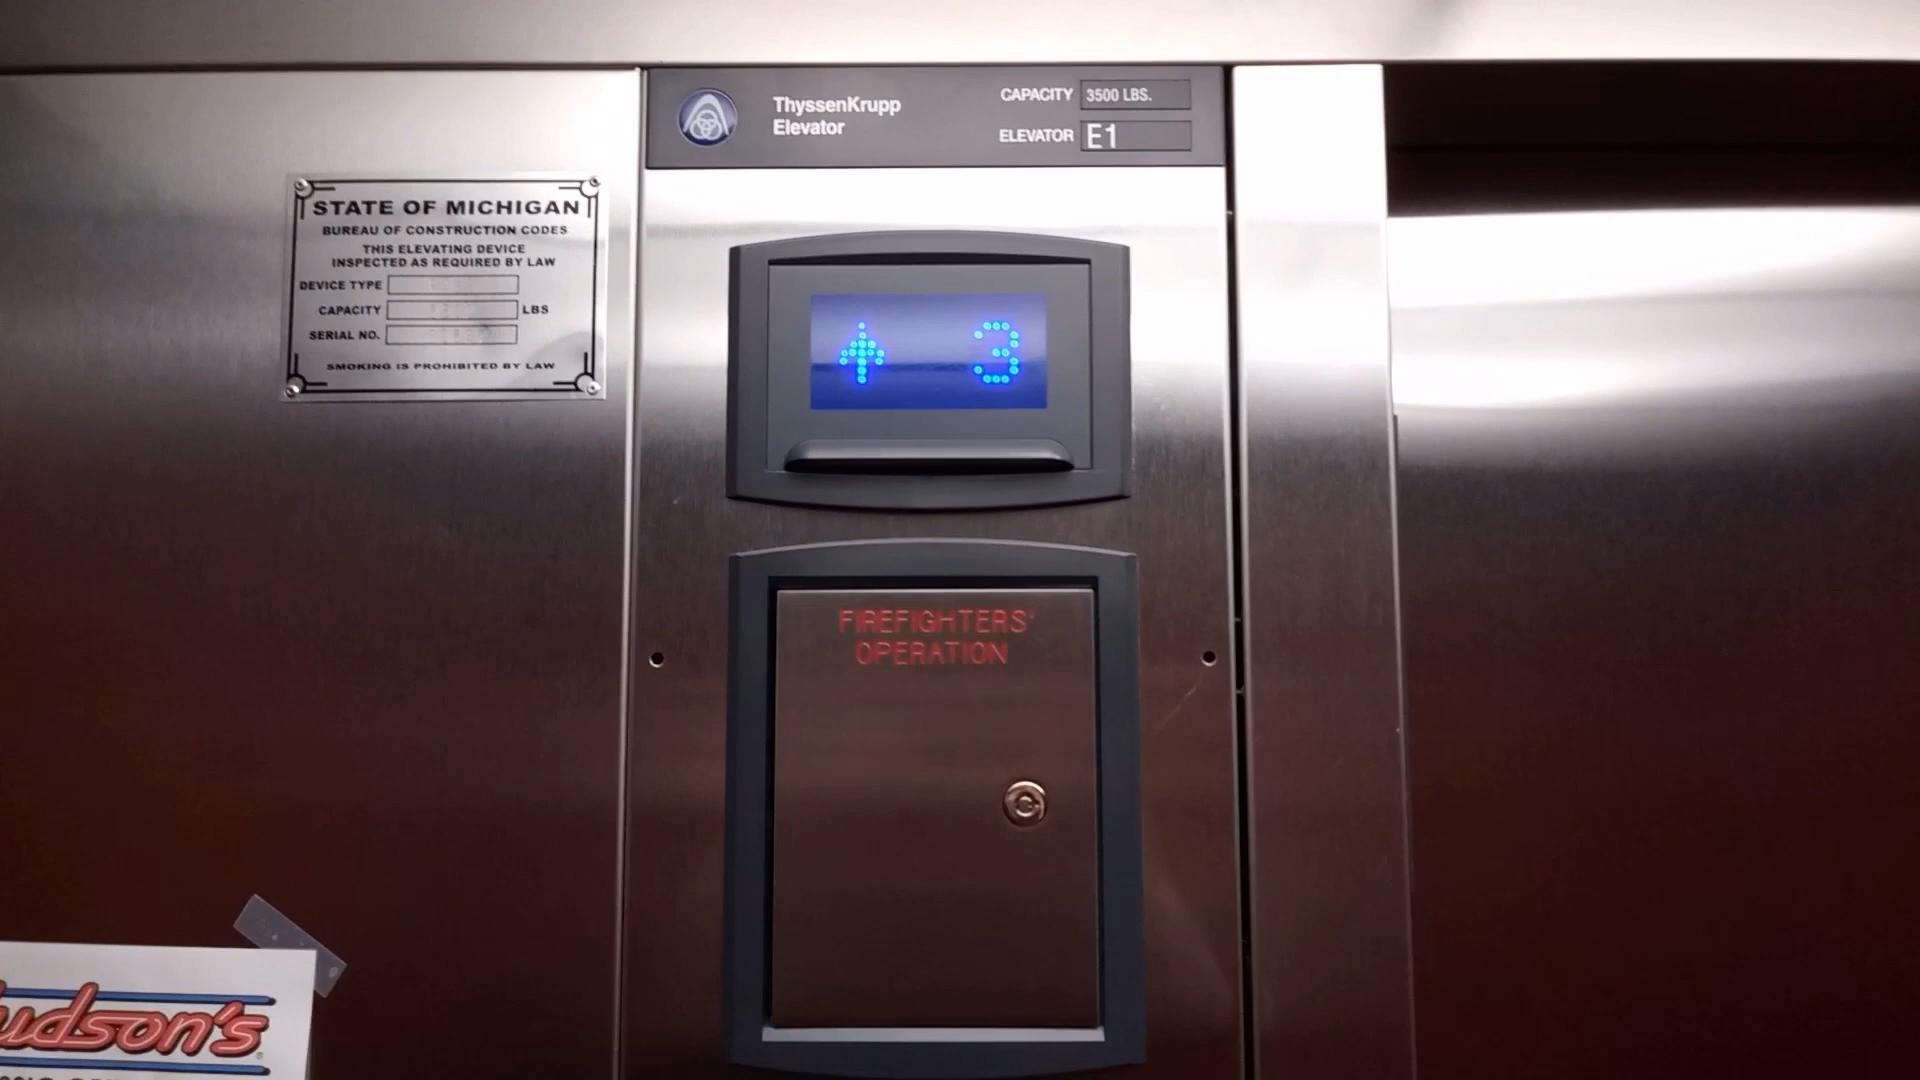 ThyssenKrupp
Elevator
CAPACITY 3500 LBS.
ELEVATOR E1
STATE OF MICHIGAN
BUREAU OF CONSTRUCTION CODES
THIS ELEVATING DEVICE
INSPECTED AS REQUIRED BY LAW
DEVICE TYPE
CAPACITY LBS
SERIAL NO.
SMOKING IS PROHIBITED BY LAW
3
FIREFIGHTERS'
OPERATION
udson's